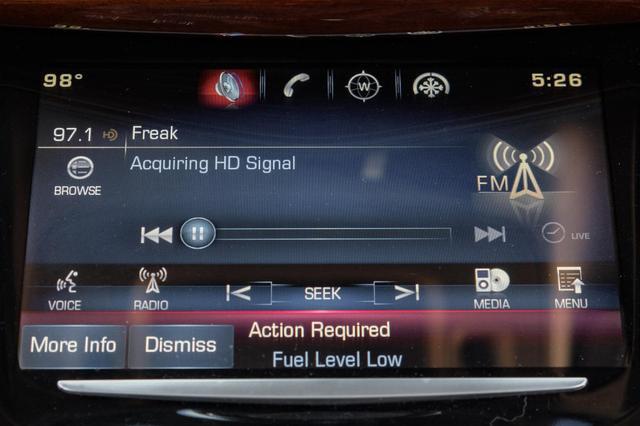 98°
W
5:26
97.1 HD Freak
Acquiring HD Signal
BROWSE
FM
LIVE
VOICE
RADIO
SEEK
MEDIA
MENU
More Info
Dismiss
Action Required
Fuel Level Low